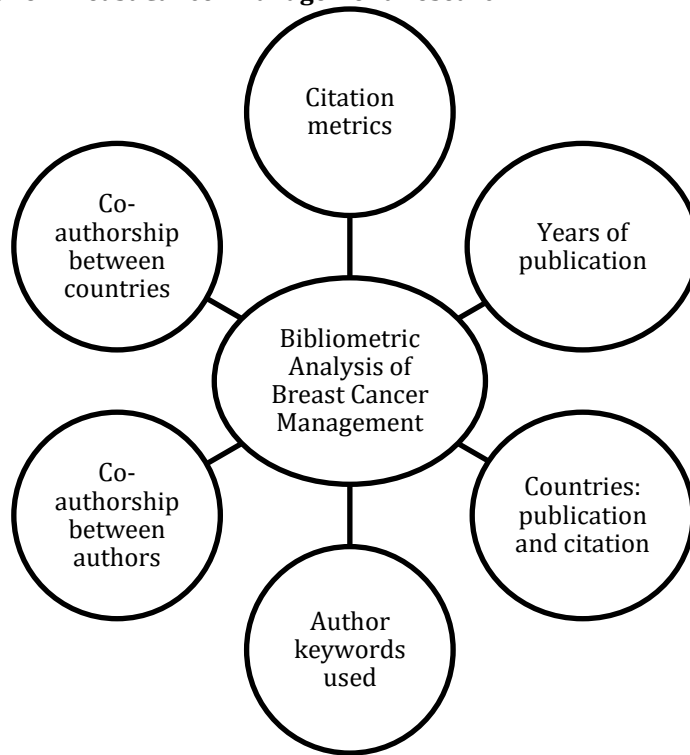 Citation
metrics
Co-
authorship
between
countries
Years of
publication
Bibliometric
Analysis of
Breast Cancer
Management
Co-
authorship
between
authors
Countries:
publication
and citation
Author
keywords
used